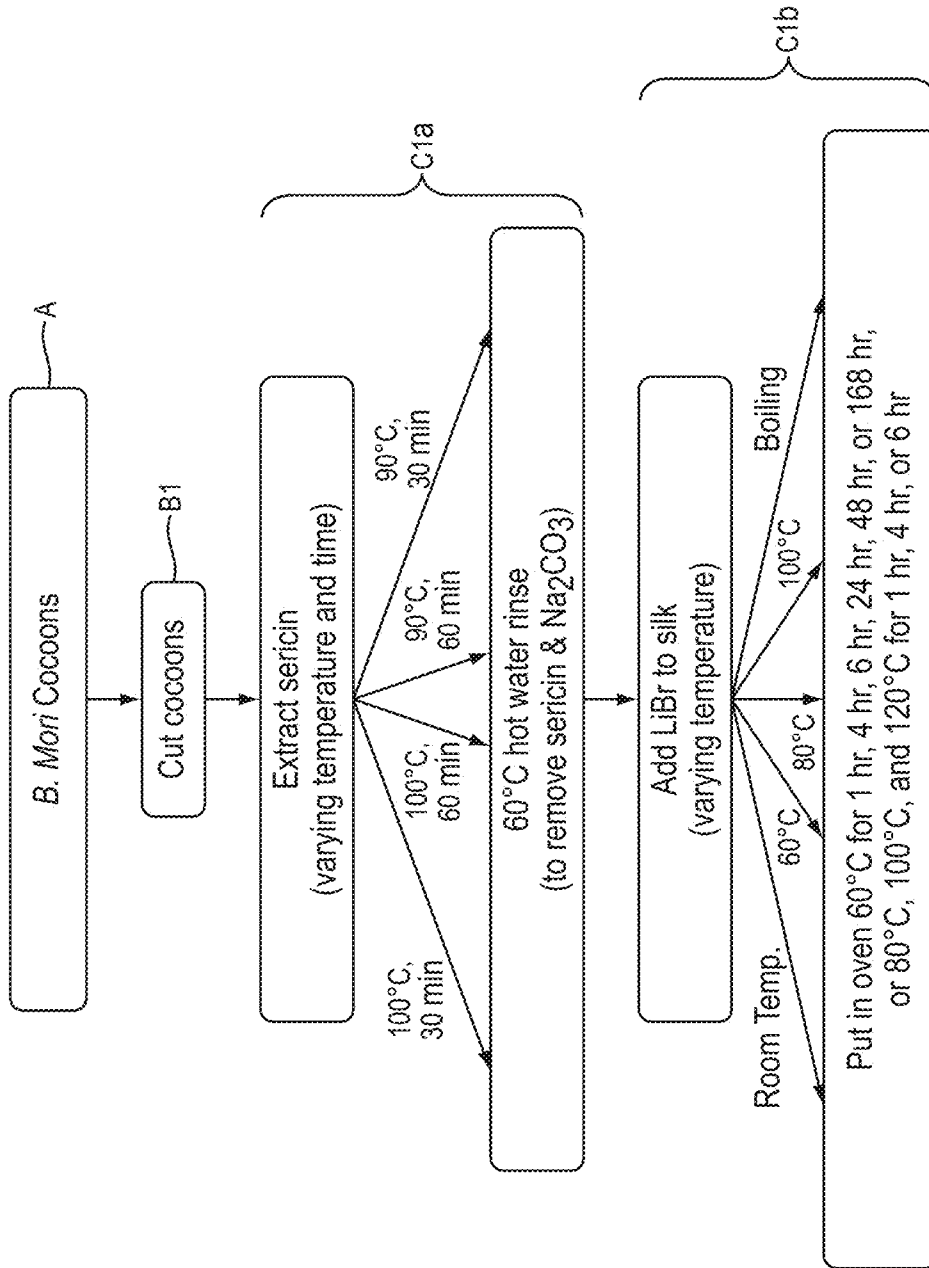 B. Mori Cocoons
A
Cut cocoons
B1
Extract sericin
(varying temperature and time)
100°C,
30 min
100°C,
60 min
90°C,
60 min
90°C,
30 min
C1a
60°C hot water rinse
(to remove sericin & Na₂CO₃)
Add LiBr to silk
(varying temperature)
Room Temp.
60°C
80°C
100°C
Boiling
C1b
Put in oven 60°C for 1 hr, 4 hr, 6 hr, 24 hr, 48 hr, or 168 hr,
or 80°C, 100°C, and 120°C for 1 hr, 4 hr, or 6 hr